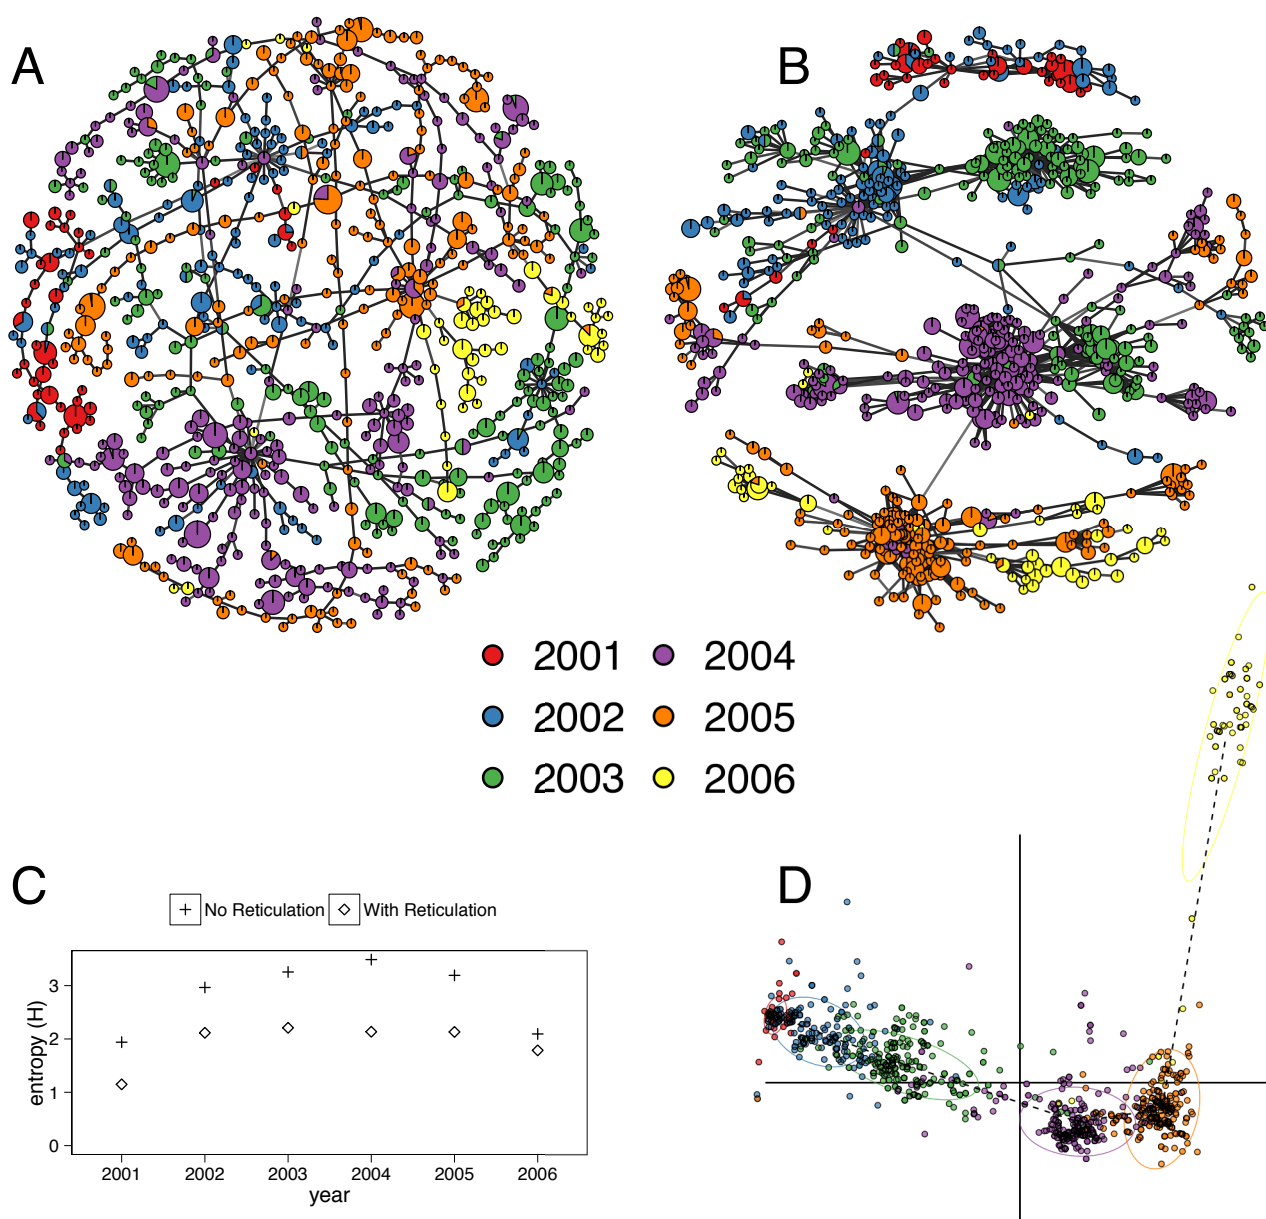 A
B
2001 2004
2002 2005
2003 2006
C
D
No Reticulation With Reticulation
entropy (H)
3
2
1
0
2001 2002 2003 2004 2005 2006
year